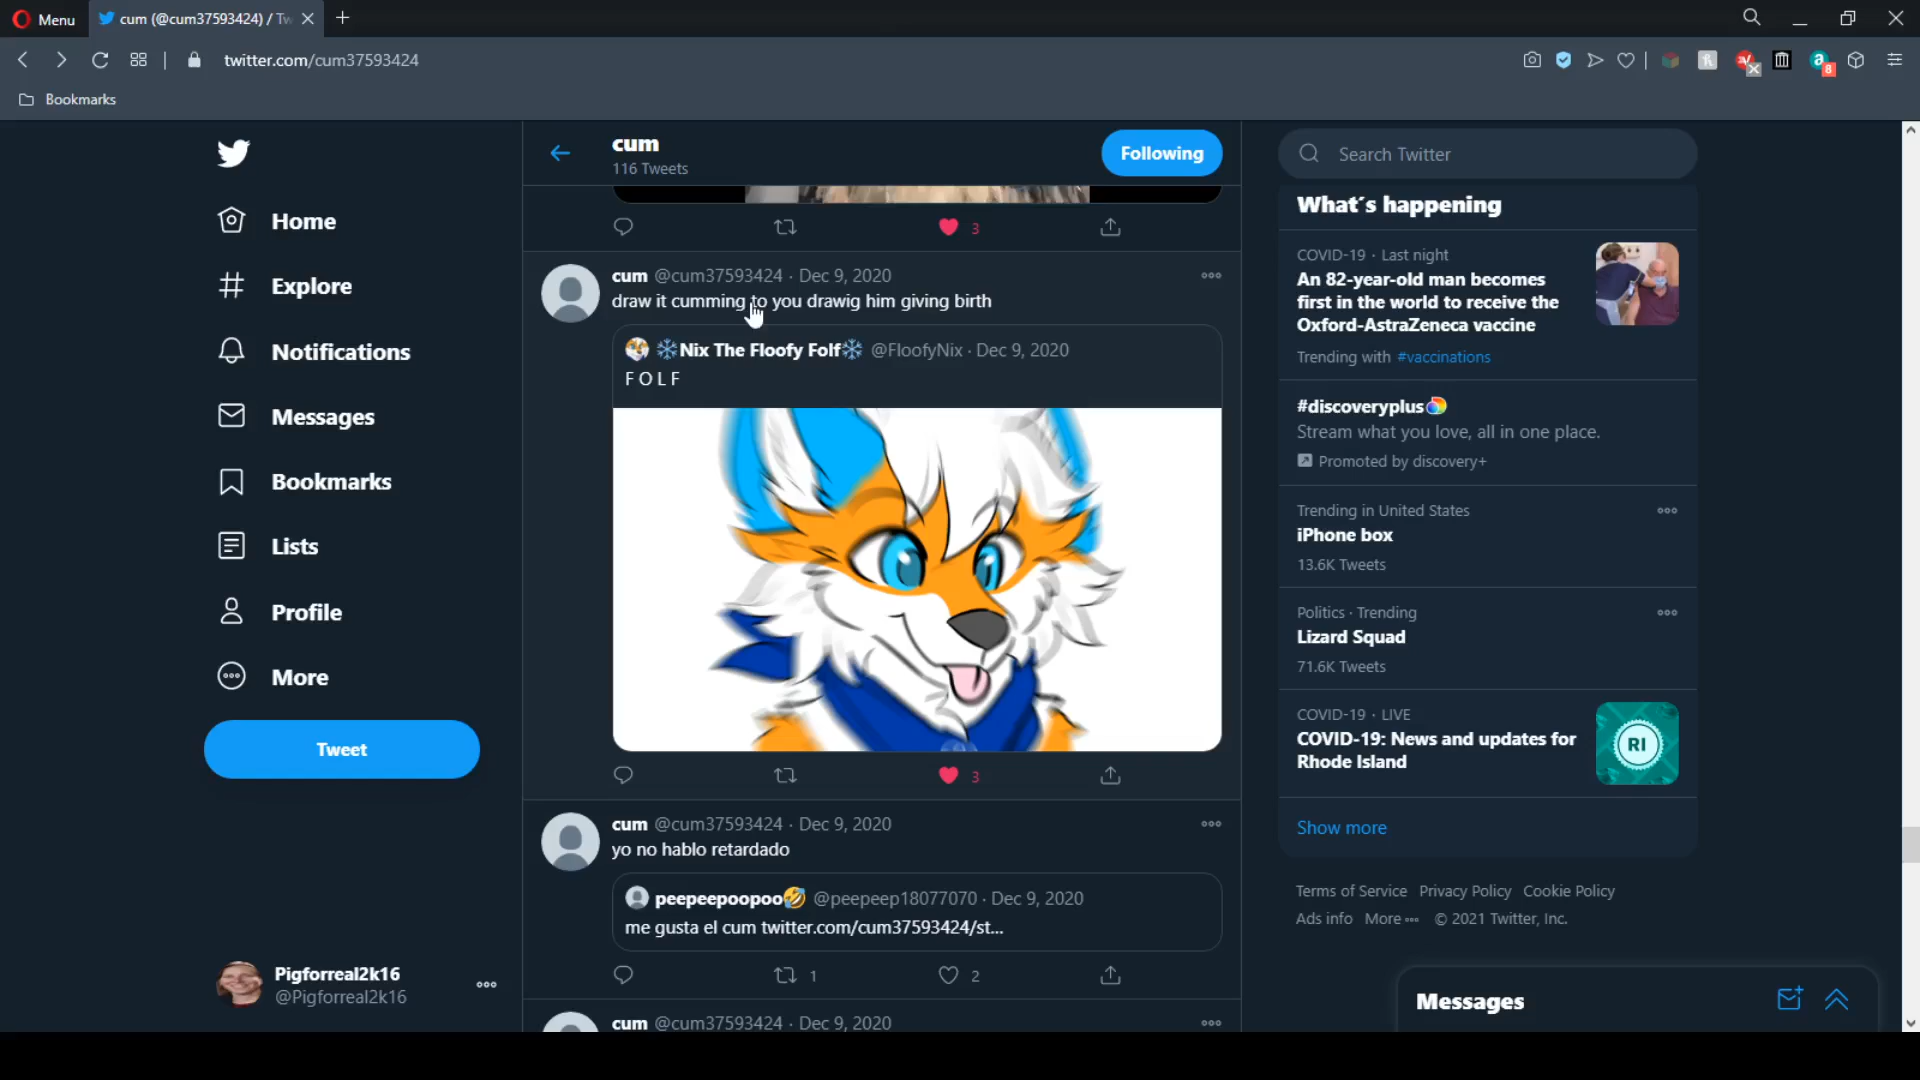 Menu
cum (@cum37593424) / Tw
twitter.com/cum37593424
Bookmarks
Home
Explore
Notifications
Messages
Bookmarks
Lists
Profile
More
Tweet
Pigforreal2k16
@Pigforreal2k16
cum
116 Tweets
Following
3
cum @cum37593424 · Dec 9, 2020
draw it cumming to you drawig him giving birth
❄Nix The Floofy Folf❄ @FloofyNix · Dec 9, 2020
F O L F
3
cum @cum37593424 · Dec 9, 2020
yo no hablo retardado
peepeepoopoo🤣 @peepeep18077070 · Dec 9, 2020
me gusta el cum twitter.com/cum37593424/st...
1 2
cum @cum37593424 · Dec 9, 2020
8
Search Twitter
What's happening
COVID-19 · Last night
An 82-year-old man becomes
first in the world to receive the
Oxford-AstraZeneca vaccine
Trending with #vaccinations
#discoveryplus
Stream what you love, all in one place.
Promoted by discovery+
Trending in United States
iPhone box
13.6K Tweets
Politics · Trending
Lizard Squad
71.6K Tweets
COVID-19 · LIVE
COVID-19: News and updates for
Rhode Island
RI
Show more
Terms of Service Privacy Policy Cookie Policy
Ads info More © 2021 Twitter, Inc.
Messages